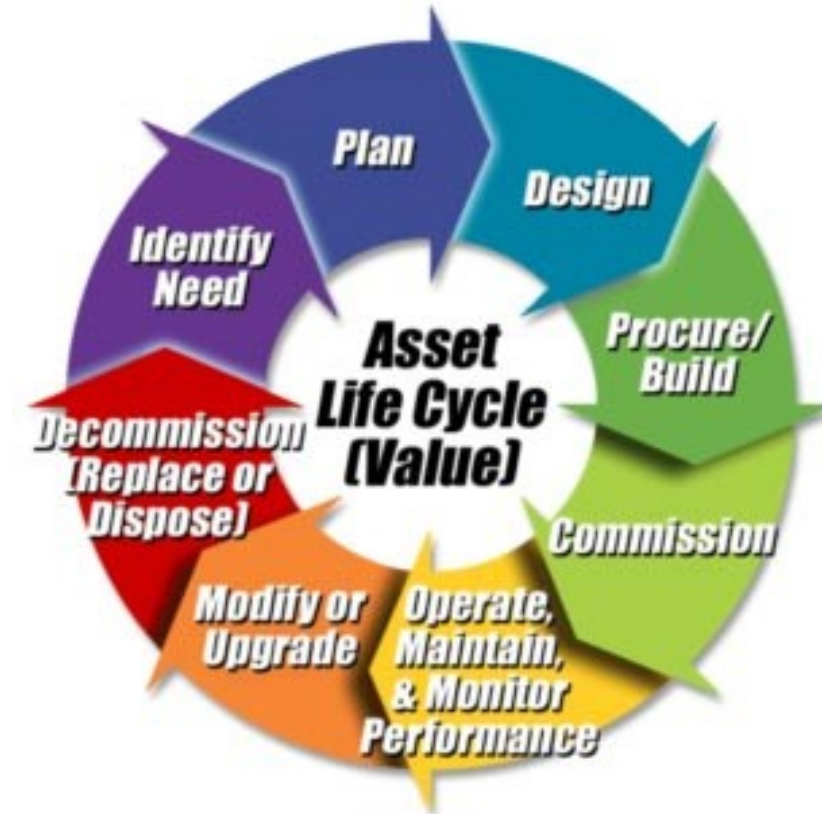 Plan
Design
Procure/
Build
Commission
Operate,
Maintain,
& Monitor
Performance
Modify or
Upgrade
Decommission
(Replace or
Dispose)
Identify
Need
Asset
Life Cycle
(Value)